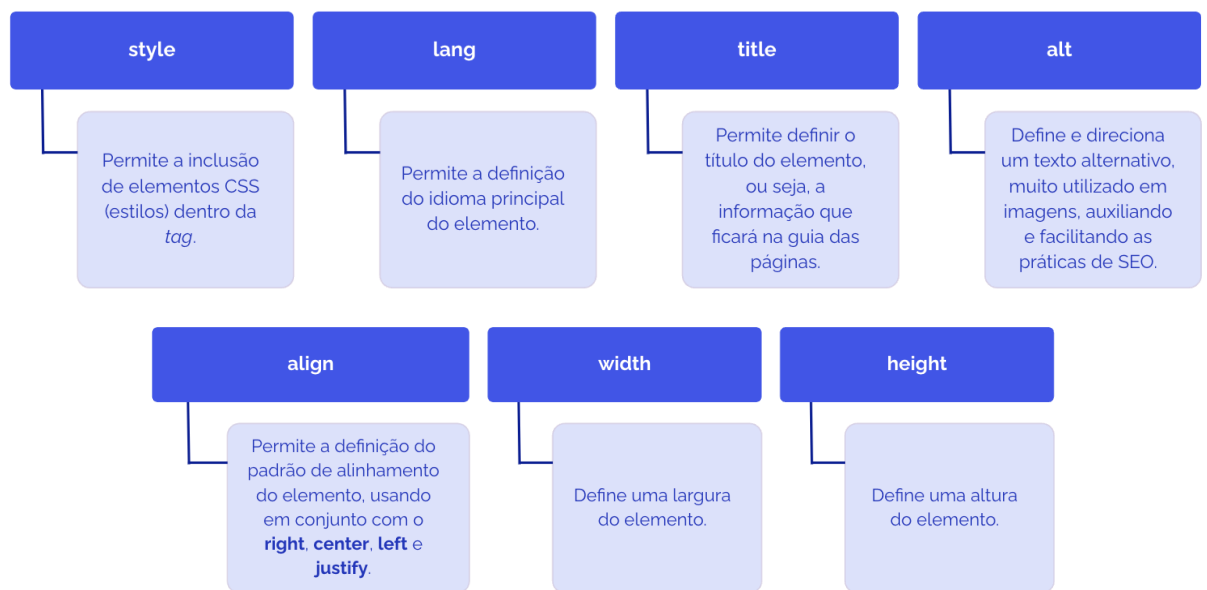 style
lang
title
alt
Permite a inclusão
de elementos CSS
(estilos) dentro da
tag.
Permite a definição
do idioma principal
do elemento.
Permite definir o
título do elemento,
ou seja, a
informação que
ficará na guia das
páginas.
Define e direciona
um texto alternativo,
muito utilizado em
imagens, auxiliando
e facilitando as
práticas de SEO.
align
width
height
Permite a definição do
padrão de alinhamento
do elemento, usando
em conjunto com o
right, center, left e
justify.
Define uma largura
do elemento.
Define uma altura
do elemento.